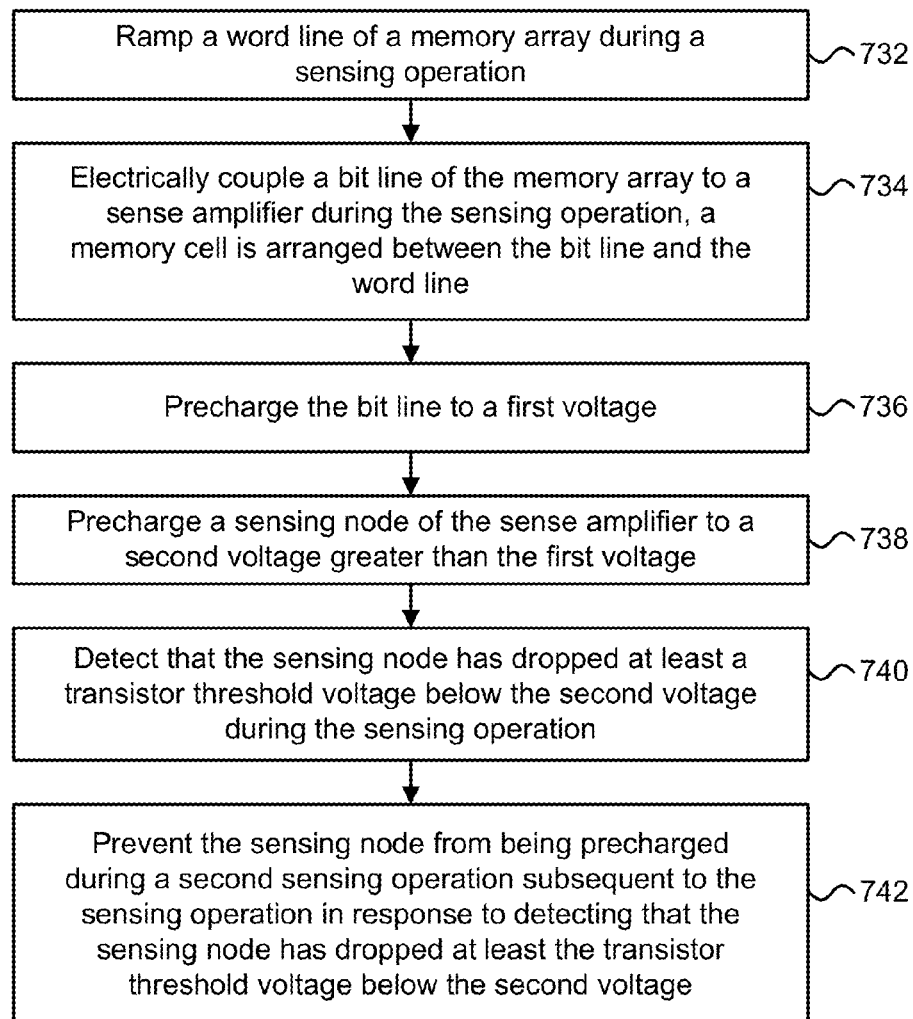 Ramp a word line of a memory array during a
sensing operation
732
Electrically couple a bit line of the memory array to a
sense amplifier during the sensing operation, a
memory cell is arranged between the bit line and the
word line
734
Precharge the bit line to a first voltage
736
Precharge a sensing node of the sense amplifier to a
second voltage greater than the first voltage
738
Detect that the sensing node has dropped at least a
transistor threshold voltage below the second voltage
during the sensing operation
740
Prevent the sensing node from being precharged
during a second sensing operation subsequent to the
sensing operation in response to detecting that the
sensing node has dropped at least the transistor
threshold voltage below the second voltage
742